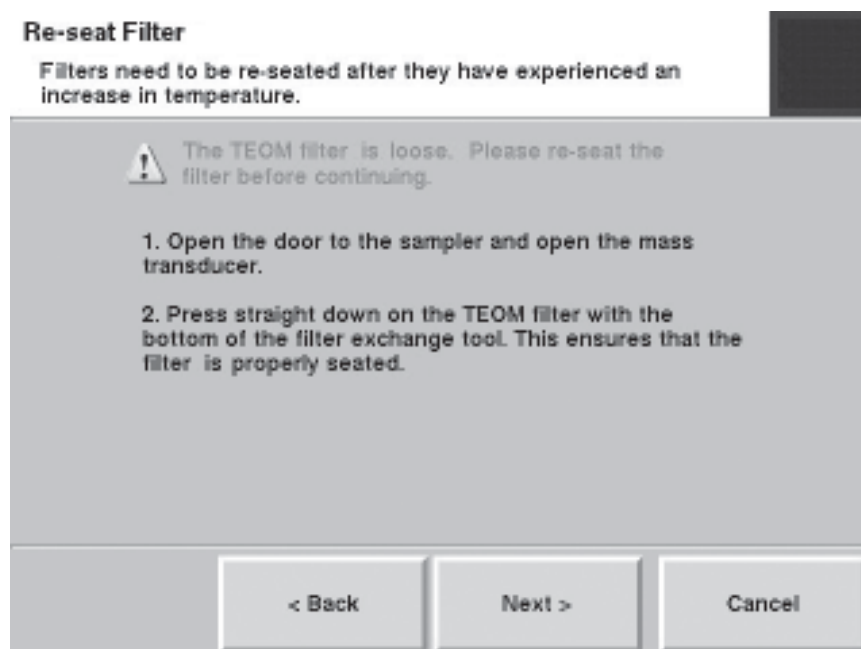 Re-seat Filter
Filters need to be re-seated after they have experienced an
increase in temperature.
The TEOM filter is loose. Please re-seat the
filter before continuing.
1. Open the door to the sampler and open the mass
transducer.
2. Press straight down on the TEOM filter with the
bottom of the filter exchange tool. This ensures that the
filter is properly seated.
< Back
Next >
Cancel